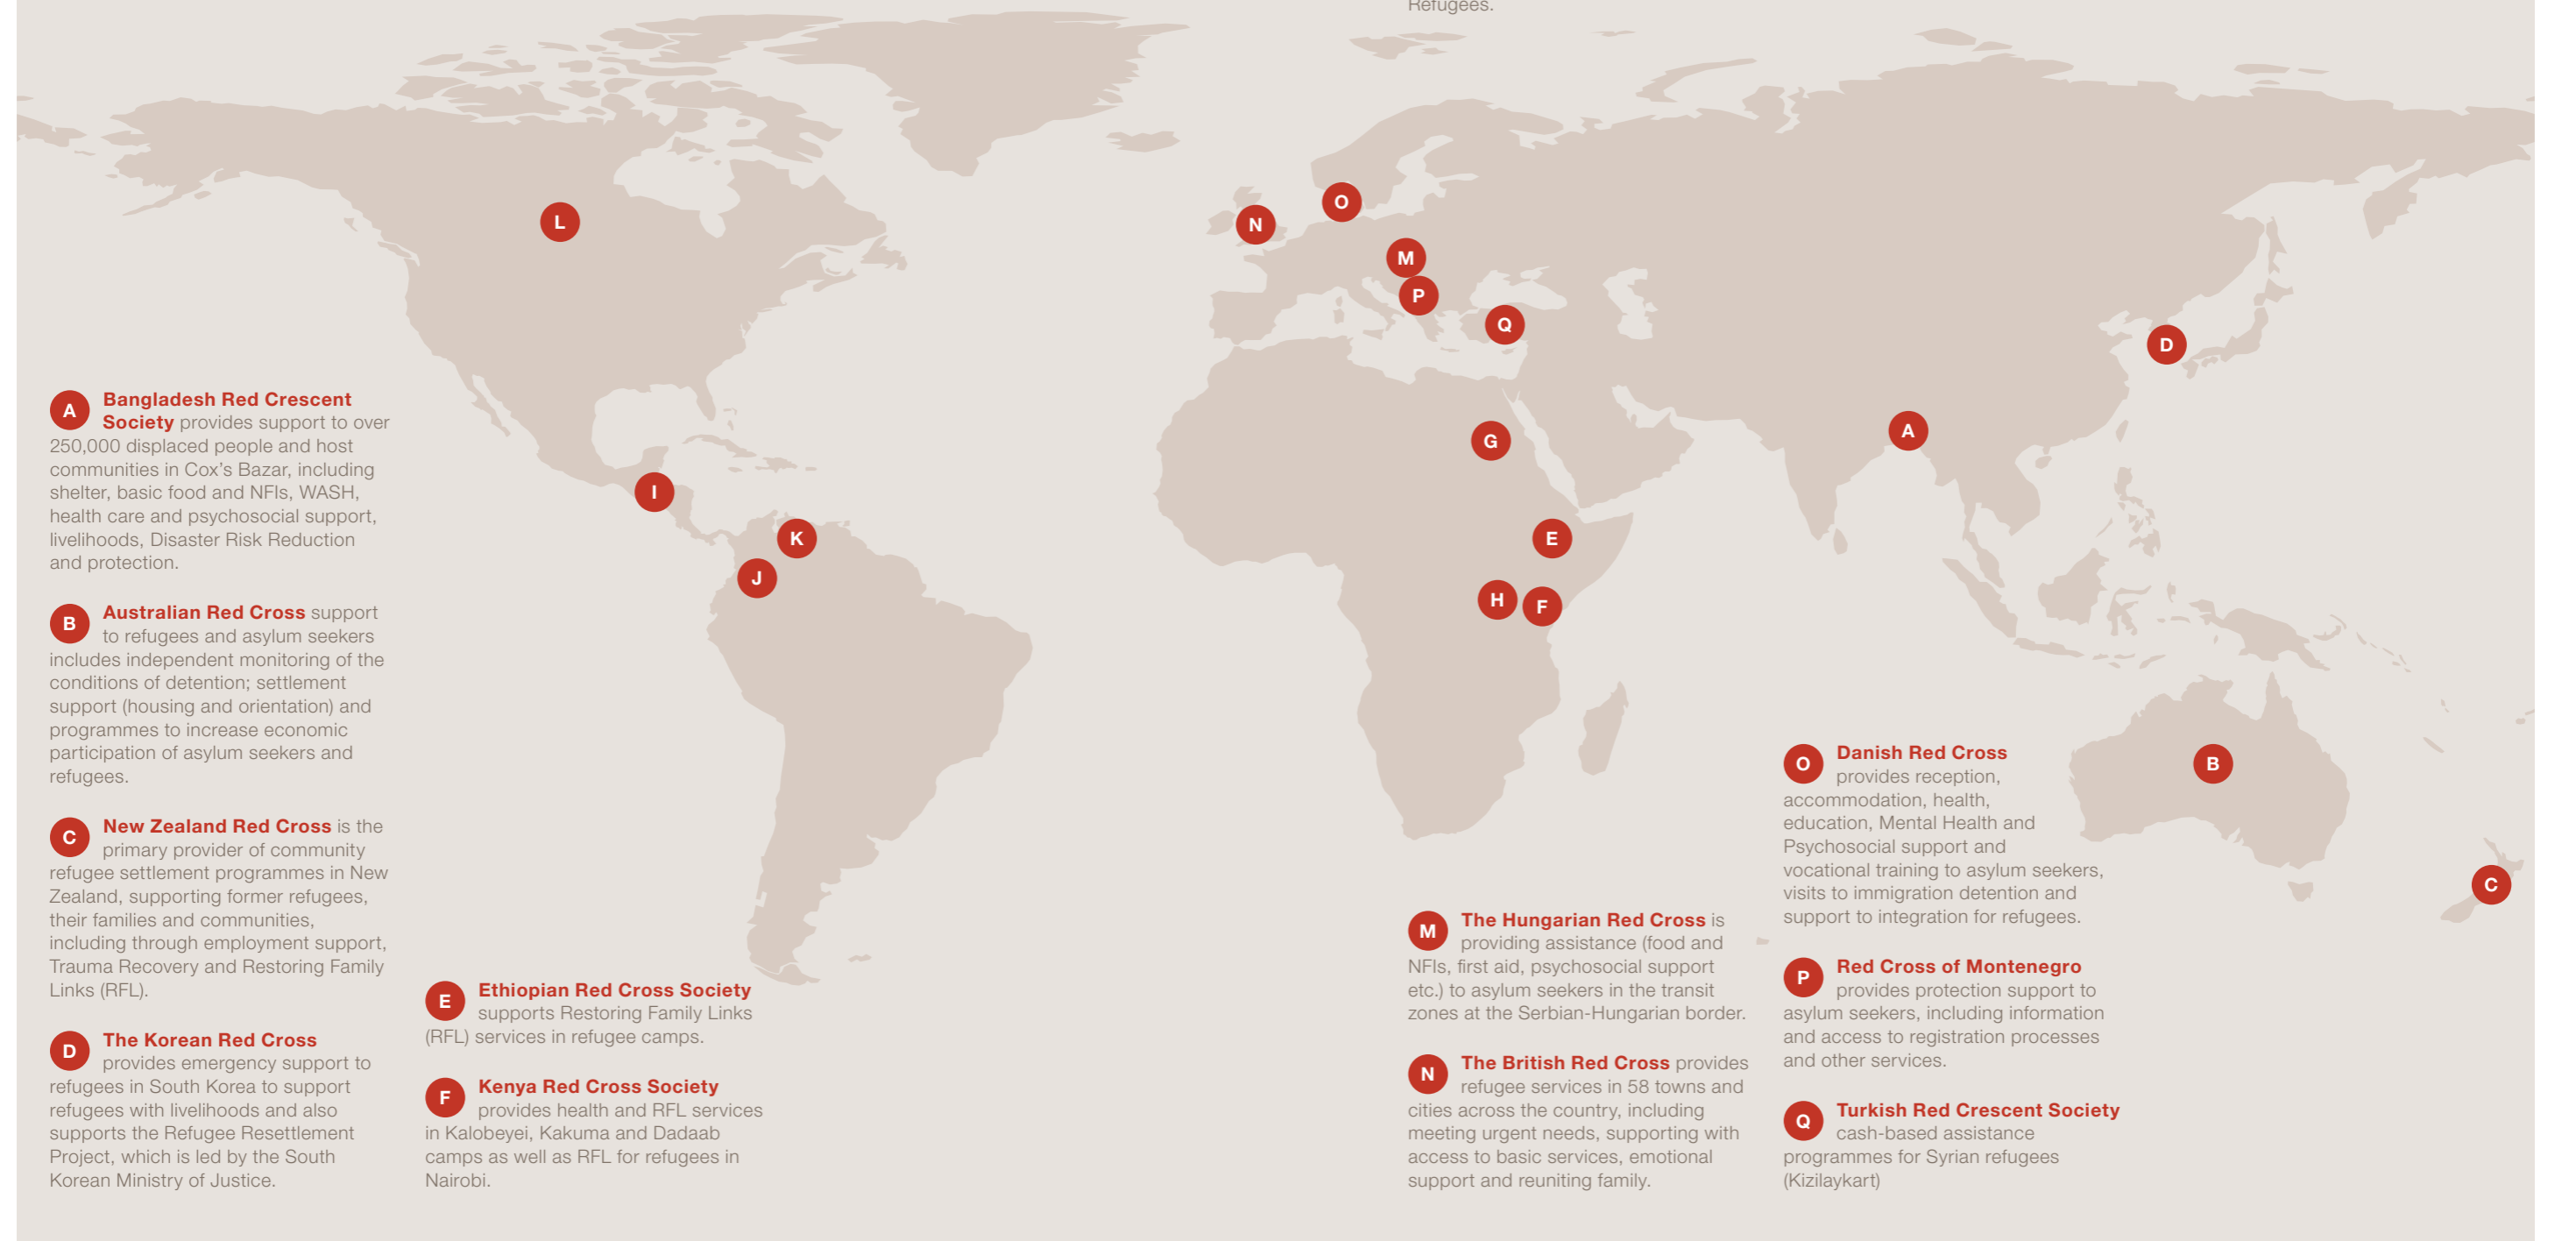 Refugees.
L
N
O
M
P
Q
D
G
A
I
K
J
E
H
F
B
C
A Bangladesh Red Crescent
Society provides support to over
250,000 displaced people and host
communities in Cox's Bazar, including
shelter, basic food and NFIs, WASH,
health care and psychosocial support,
livelihoods, Disaster Risk Reduction
and protection.
B Australian Red Cross support
to refugees and asylum seekers
includes independent monitoring of the
conditions of detention; settlement
support (housing and orientation) and
programmes to increase economic
participation of asylum seekers and
refugees.
C New Zealand Red Cross is the
primary provider of community
refugee settlement programmes in New
Zealand, supporting former refugees,
their families and communities,
including through employment support,
Trauma Recovery and Restoring Family
Links (RFL).
D The Korean Red Cross
provides emergency support to
refugees in South Korea to support
refugees with livelihoods and also
supports the Refugee Resettlement
Project, which is led by the South
Korean Ministry of Justice.
E Ethiopian Red Cross Society
supports Restoring Family Links
(RFL) services in refugee camps.
F Kenya Red Cross Society
provides health and RFL services
in Kalobeyei, Kakuma and Dadaab
camps as well as RFL for refugees in
Nairobi.
M The Hungarian Red Cross is
providing assistance (food and
NFIs, first aid, psychosocial support
etc.) to asylum seekers in the transit
zones at the Serbian-Hungarian border.
N The British Red Cross provides
refugee services in 58 towns and
cities across the country, including
meeting urgent needs, supporting with
access to basic services, emotional
support and reuniting family.
O Danish Red Cross
provides reception,
accommodation, health,
education, Mental Health and
Psychosocial support and
vocational training to asylum seekers,
visits to immigration detention and
support to integration for refugees.
P Red Cross of Montenegro
provides protection support to
asylum seekers, including information
and access to registration processes
and other services.
Q Turkish Red Crescent Society
cash-based assistance
programmes for Syrian refugees
(Kizilaykart)